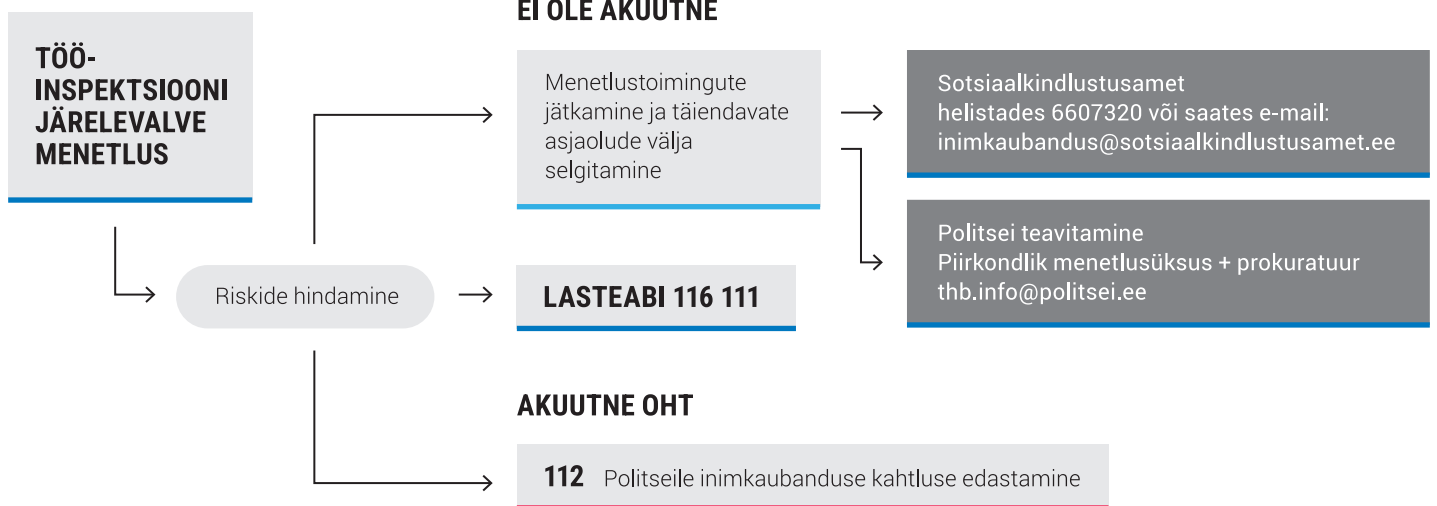 TÖÖ-
INSPEKTSIOONI
JÄRELEVALVE
MENETLUS
Riskide hindamine
EI OLE AKUUTNE
Menetlustoimingute
jätkamine ja täiendavate
asjaolude välja
selgitamine
Sotsiaalkindlustusamet
helistades 6607320 või saates e-mail:
inimkaubandus@sotsiaalkindlustusamet.ee
Politsei teavitamine
Piirkondlik menetlusüksus + prokuratuur
thb.info@politsei.ee
LASTEABI 116 111
AKUUTNE OHT
112 Politseile inimkaubanduse kahtluse edastamine